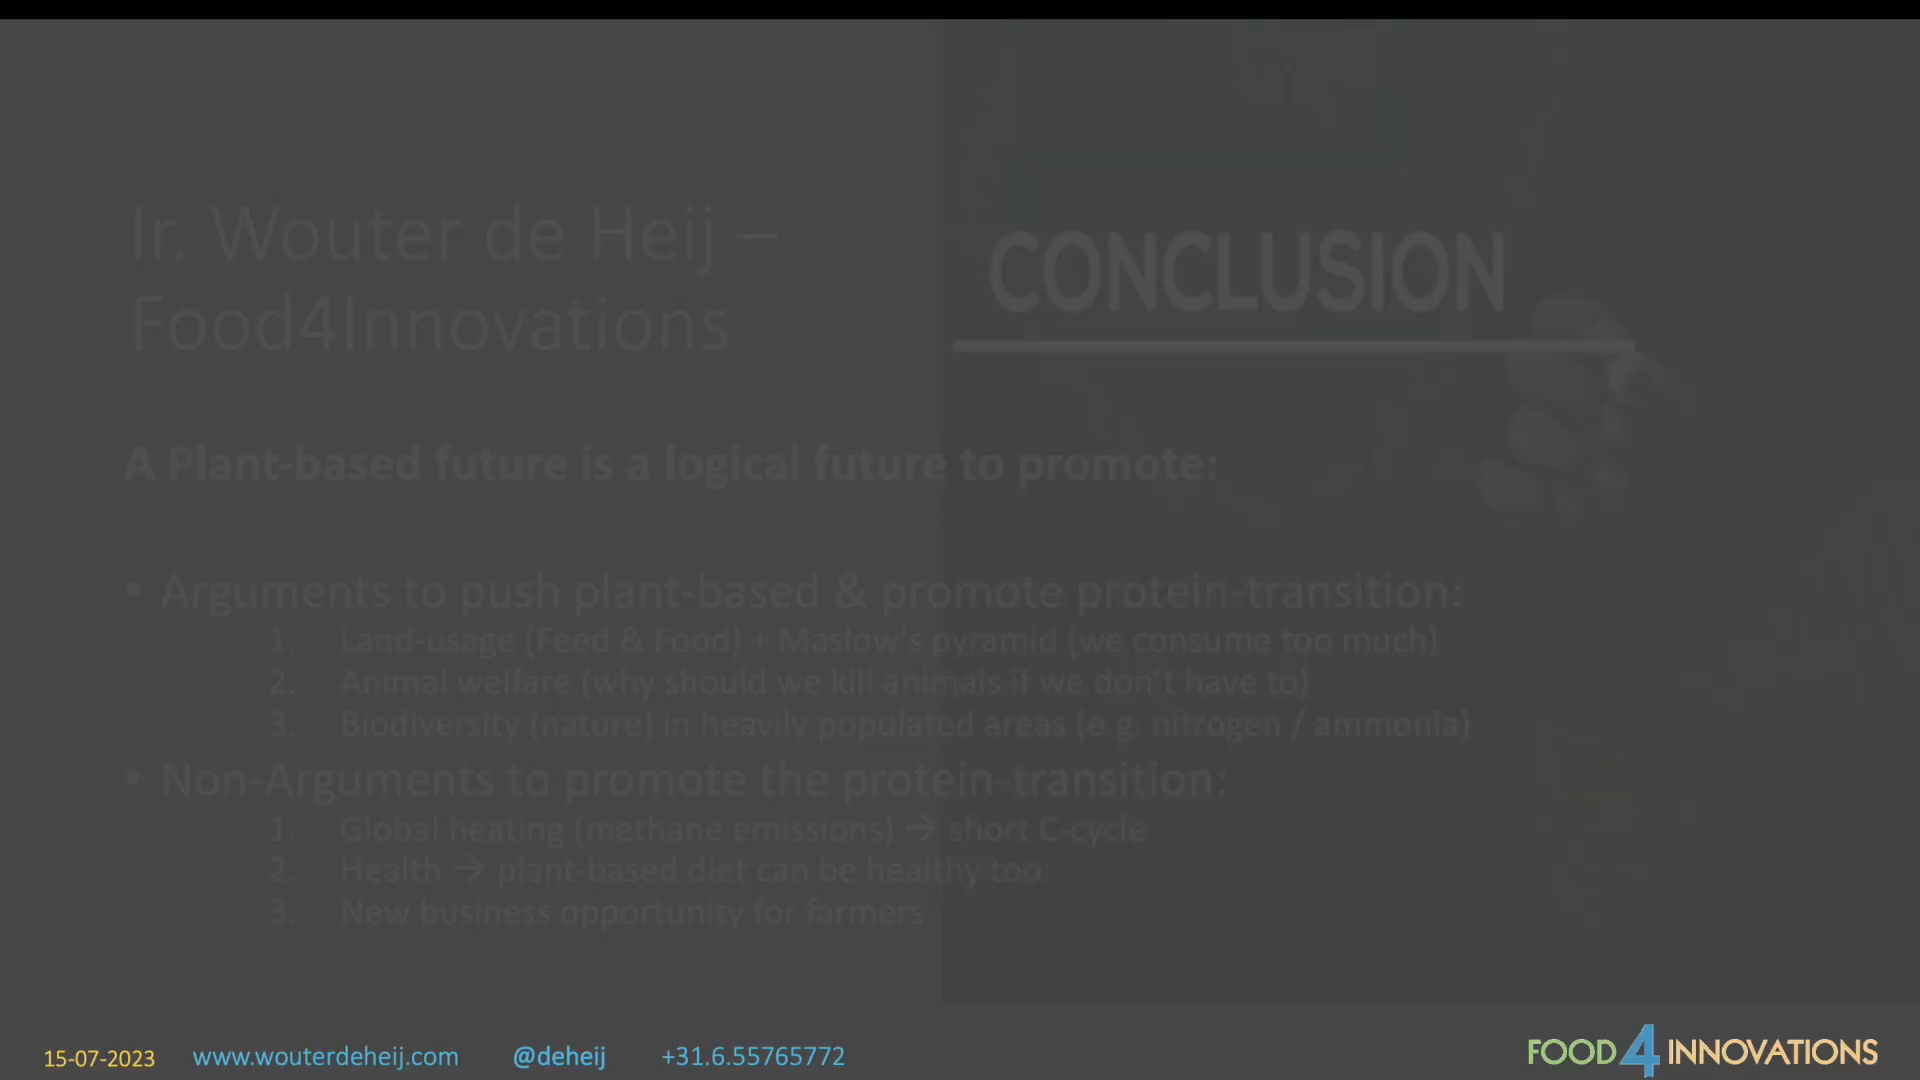 Ir. Wouter de Heij –
Food4Innovations
CONCLUSION
A Plant-based future is a logical future to promote:
• Arguments to push plant-based & promote protein-transition:
1. Land-usage (Feed & Food) + Maslow's pyramid (we consume too much)
2. Animal welfare (why should we kill animals if we don't have to)
3. Biodiversity (nature) in heavily populated areas (e.g. nitrogen / ammonia)
• Non-Arguments to promote the protein-transition:
1. Global heating (methane emissions) → short C-cycle
2. Health → plant-based diet can be healthy too.
3. New business opportunity for farmers
15-07-2023 www.wouterdeheij.com @deheij +31.6.55765772
FOOD 4 INNOVATIONS